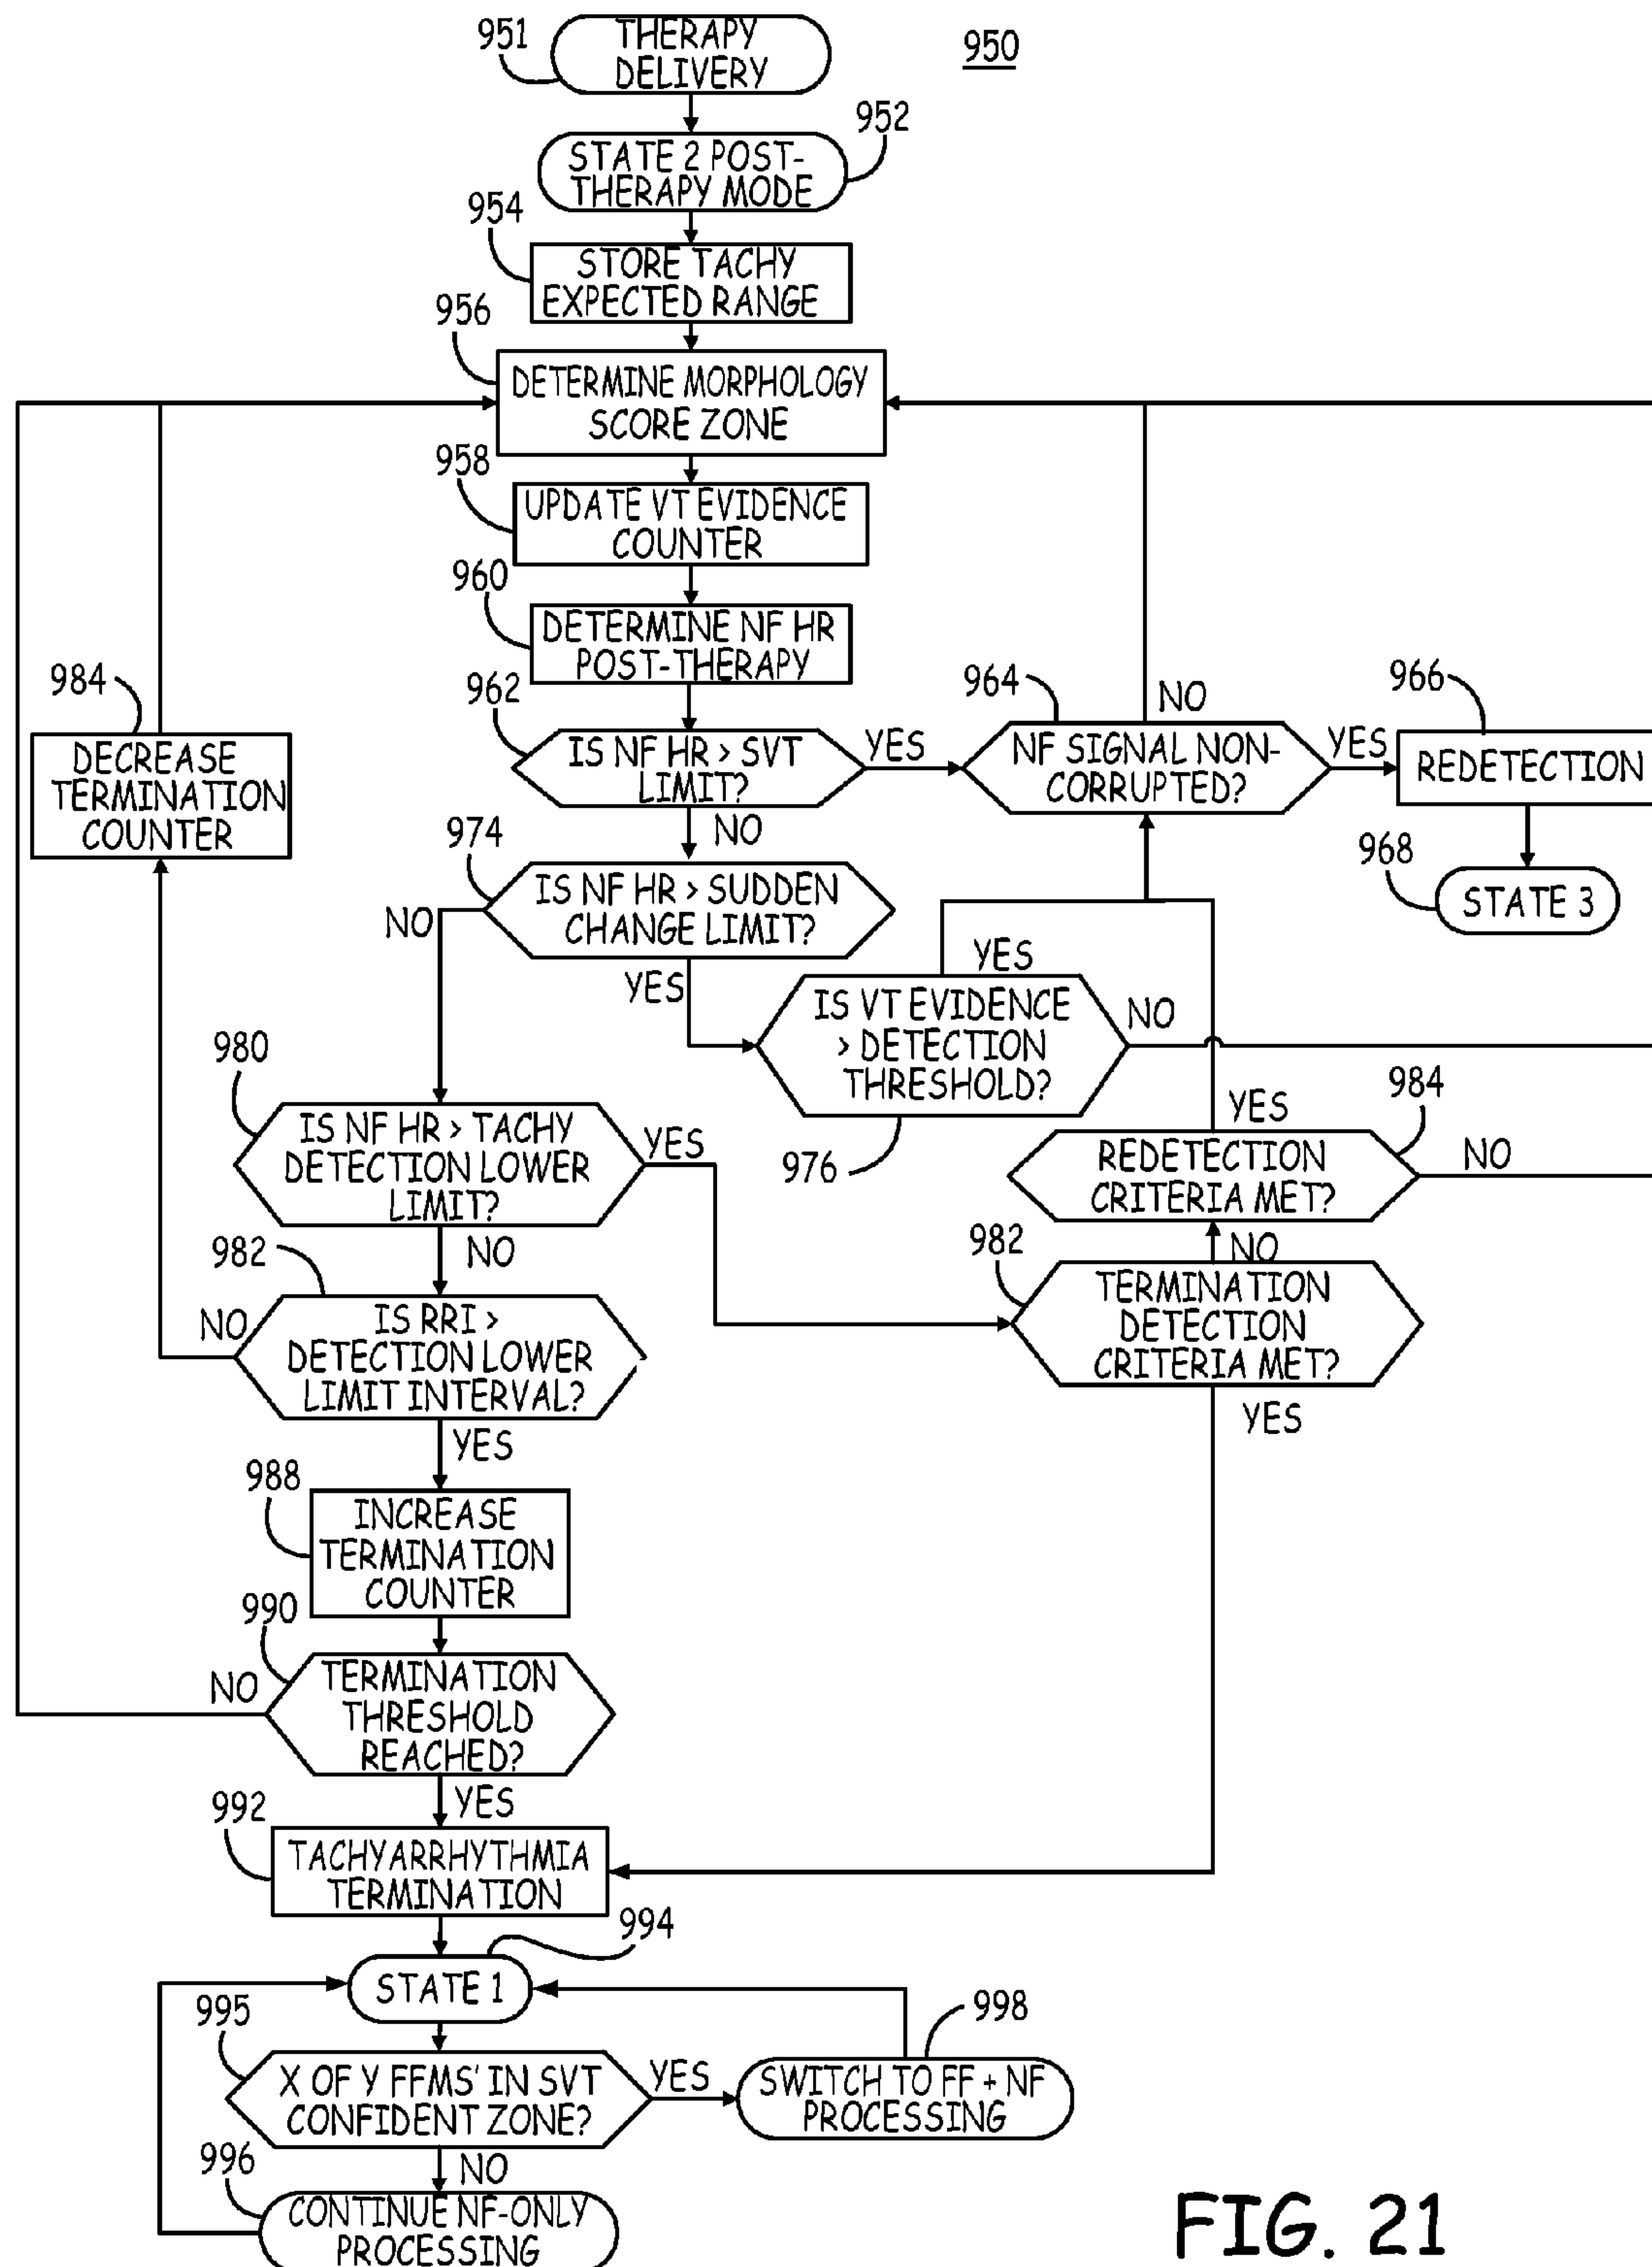 951
THERAPY
DELIVERY
950
952
STATE 2 POST-
THERAPY MODE
954
STORE TACHY
EXPECTED RANGE
956
DETERMINE MORPHOLOGY
SCORE ZONE
958
UPDATE VT EVIDENCE
COUNTER
960
DETERMINE NF HR
POST-THERAPY
984
DECREASE
TERMINATION
COUNTER
962
IS NF HR > SVT
LIMIT?
YES
NO
964
NO
NF SIGNAL NON-
CORRUPTED?
YES
966
REDETECTION
968
STATE 3
974
IS NF HR > SUDDEN
CHANGE LIMIT?
NO
YES
YES
IS VT EVIDENCE
> DETECTION
THRESHOLD?
NO
976
980
IS NF HR > TACHY
DETECTION LOWER
LIMIT?
YES
NO
YES
984
REDETECTION
CRITERIA MET?
NO
982
NO
TERMINATION
DETECTION
CRITERIA MET?
YES
982
NO
IS RRI >
DETECTION LOWER
LIMIT INTERVAL?
YES
988
INCREASE
TERMINATION
COUNTER
990
NO
TERMINATION
THRESHOLD
REACHED?
YES
992
TACHYARRHYTHMIA
TERMINATION
994
STATE 1
995
X OF Y FFMS' IN SVT
CONFIDENT ZONE?
YES
998
SWITCH TO FF + NF
PROCESSING
NO
996
CONTINUE NF-ONLY
PROCESSING
FIG. 21